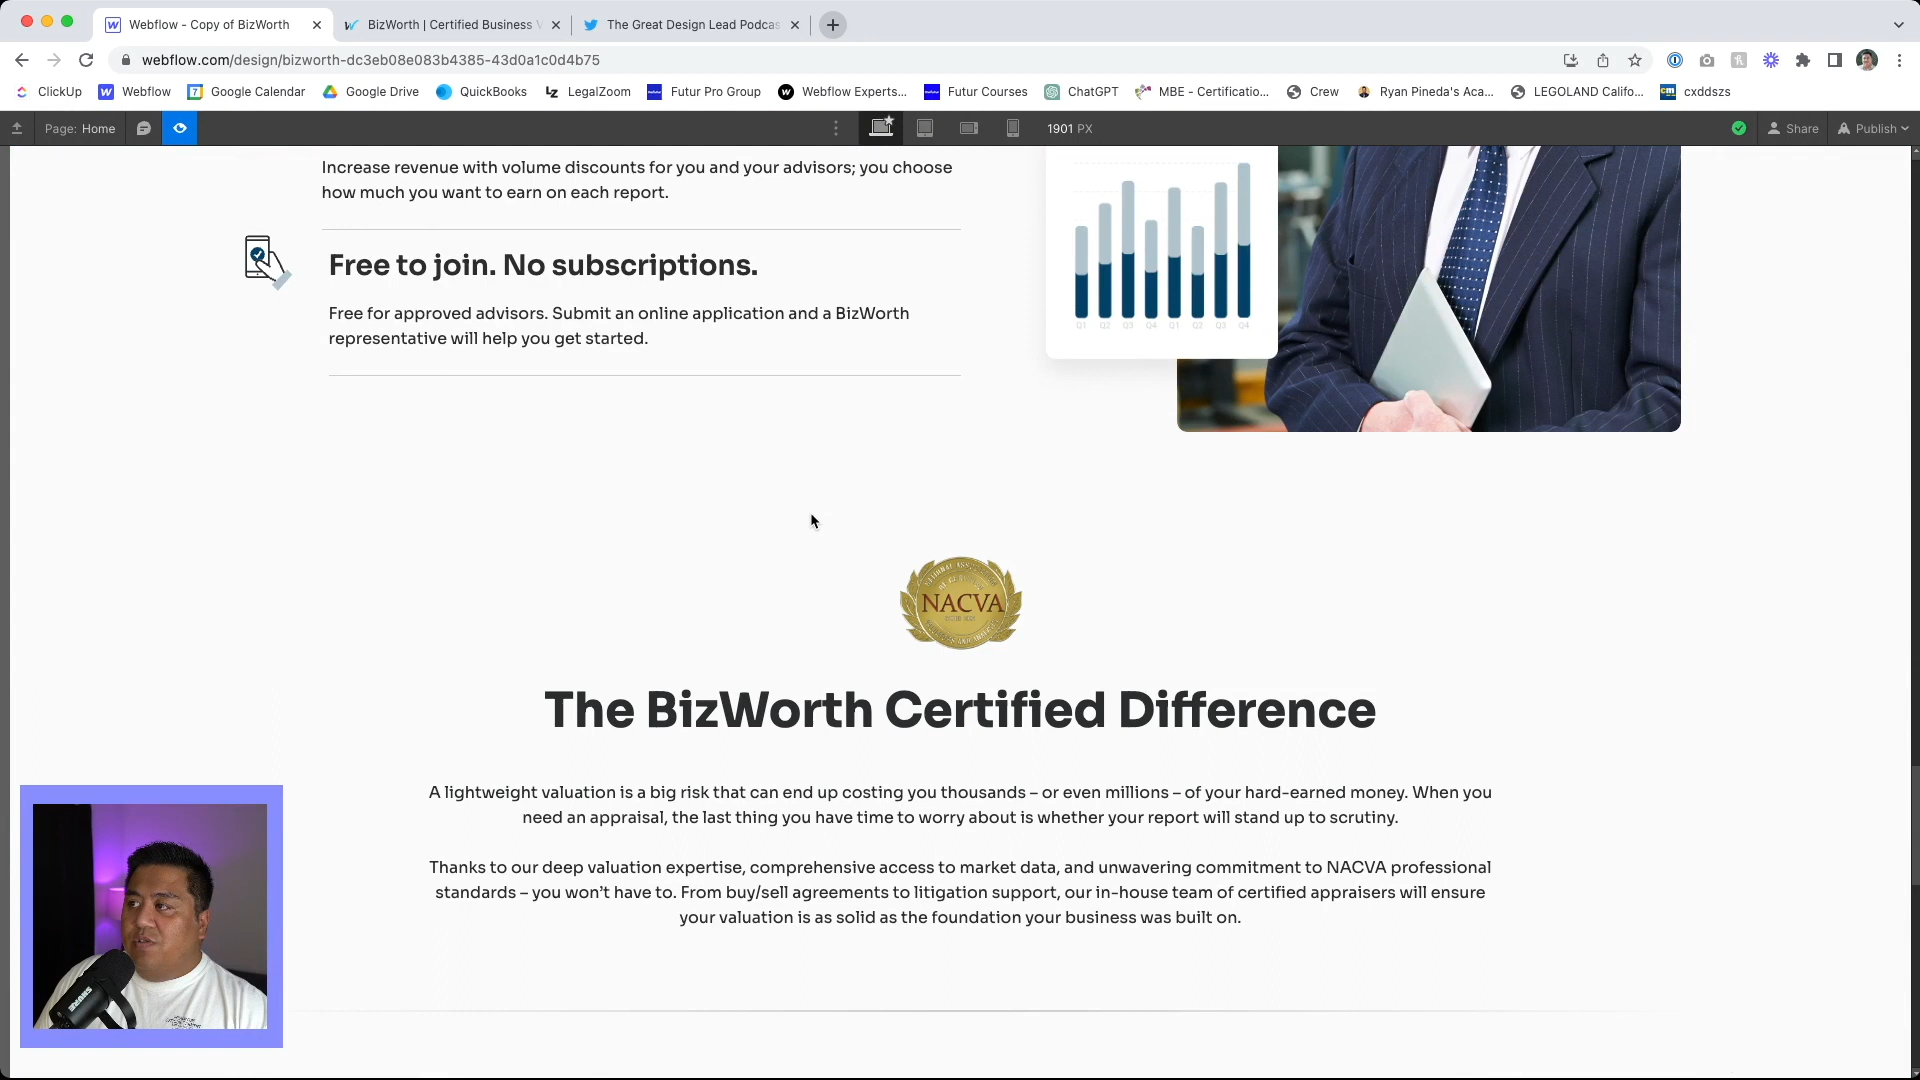 Webflow - Copy of BizWorth
BizWorth | Certified Business V
The Great Design Lead Podcas
webflow.com/design/bizworth-dc3eb08e083b4385-43d0a1c0d4b75
ClickUp
Webflow
Google Calendar
Google Drive
QuickBooks
LegalZoom
Futur Pro Group
Webflow Experts...
Futur Courses
ChatGPT
MBE - Certificatio...
Crew
Ryan Pineda's Aca...
LEGOLAND Califo...
cxddszs
Page: Home
1901 PX
Share
Publish
Increase revenue with volume discounts for you and your advisors; you choose
how much you want to earn on each report.
Free to join. No subscriptions.
Free for approved advisors. Submit an online application and a BizWorth
representative will help you get started.
Q1 Q2 Q3 Q4 Q1 Q2 Q3 Q4
NACVA
The BizWorth Certified Difference
A lightweight valuation is a big risk that can end up costing you thousands – or even millions – of your hard-earned money. When you
need an appraisal, the last thing you have time to worry about is whether your report will stand up to scrutiny.
Thanks to our deep valuation expertise, comprehensive access to market data, and unwavering commitment to NACVA professional
standards – you won’t have to. From buy/sell agreements to litigation support, our in-house team of certified appraisers will ensure
your valuation is as solid as the foundation your business was built on.
SHURE